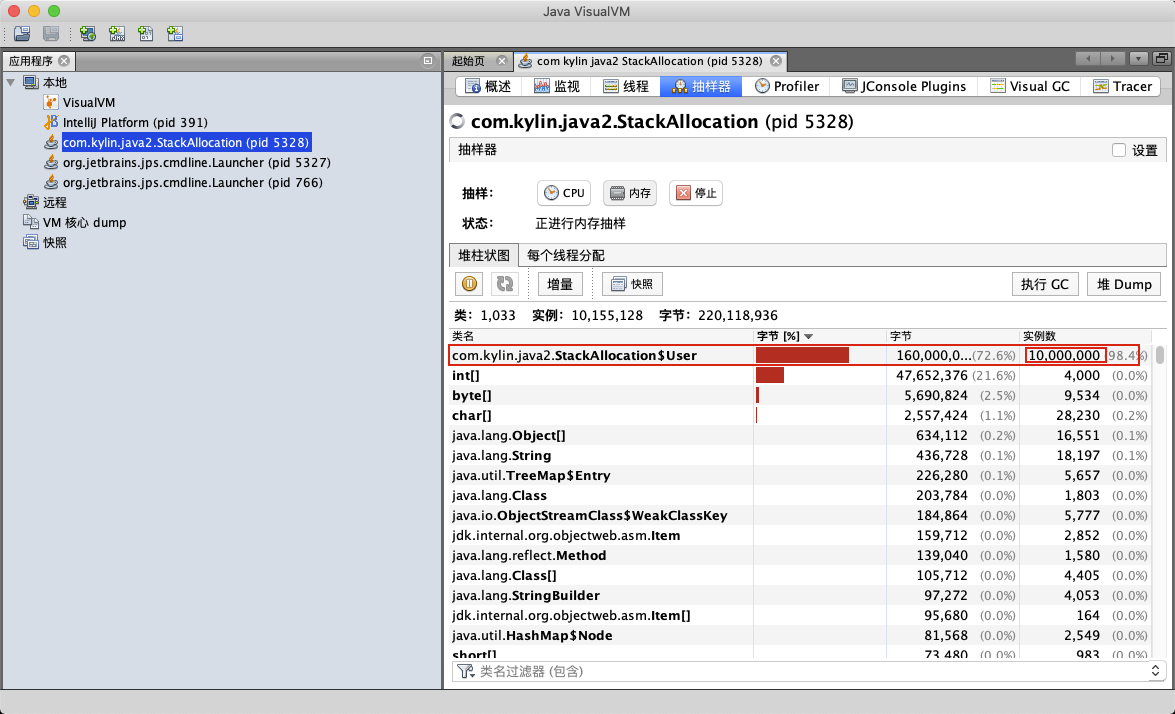 Java VisualVM
应用程序
本地
VisualVM
IntelliJ Platform (pid 391)
com.kylin.java2.StackAllocation (pid 5328)
org.jetbrains.jps.cmdline.Launcher (pid 5327)
org.jetbrains.jps.cmdline.Launcher (pid 766)
远程
VM 核心 dump
快照
起始页 com kylin java2 StackAllocation (pid 5328)
概述 监视 线程 抽样器 Profiler JConsole Plugins Visual GC Tracer
com.kylin.java2.StackAllocation (pid 5328)
抽样器 设置
抽样: CPU 内存 停止
状态: 正进行内存抽样
堆柱状图 每个线程分配
增量 快照 执行 GC 堆 Dump
类: 1,033 实例: 10,155,128 字节: 220,118,936
类名 字节 [%] 字节 实例数
com.kylin.java2.StackAllocation$User 160,000,0...(72.6%) 10,000,000 (98.4%)
int[] 47,652,376 (21.6%) 4,000 (0.0%)
byte[] 5,690,824 (2.5%) 9,534 (0.0%)
char[] 2,557,424 (1.1%) 28,230 (0.2%)
java.lang.Object[] 634,112 (0.2%) 16,551 (0.1%)
java.lang.String 436,728 (0.1%) 18,197 (0.1%)
java.util.TreeMap$Entry 226,280 (0.1%) 5,657 (0.0%)
java.lang.Class 203,784 (0.0%) 1,803 (0.0%)
java.io.ObjectStreamClass$WeakClassKey 184,864 (0.0%) 5,777 (0.0%)
jdk.internal.org.objectweb.asm.Item 159,712 (0.0%) 2,852 (0.0%)
java.lang.reflect.Method 139,040 (0.0%) 1,580 (0.0%)
java.lang.Class[] 105,712 (0.0%) 4,405 (0.0%)
java.lang.StringBuilder 97,272 (0.0%) 4,053 (0.0%)
jdk.internal.org.objectweb.asm.Item[] 95,680 (0.0%) 164 (0.0%)
java.util.HashMap$Node 81,568 (0.0%) 2,549 (0.0%)
short[] 73,480 (0.0%) 983 (0.0%)
类名过滤器 (包含)